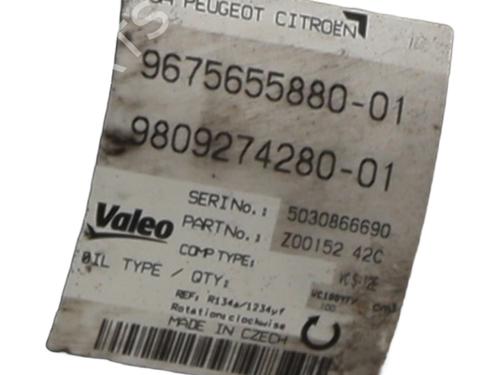 PEUGEOT CITROËN
9675655880-01
9809274280-01
SERI No.: 5030866690
Valeo
PART No.: Z00152 42C
COMP TYPE:
OIL TYPE / QTY:
REF: R134a/1234yf
Rotation:clockwise
MADE IN CZECH